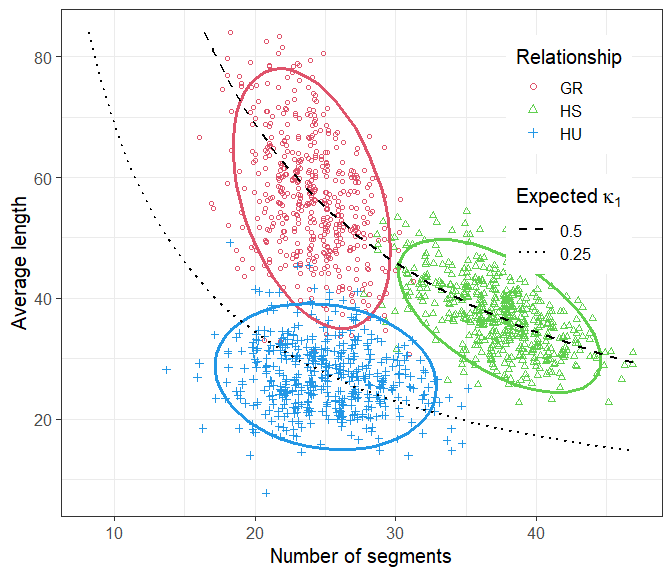 80
60
40
20
Average length
10
20
30
40
Number of segments
Relationship
GR
HS
HU
Expected κ₁
0.5
0.25